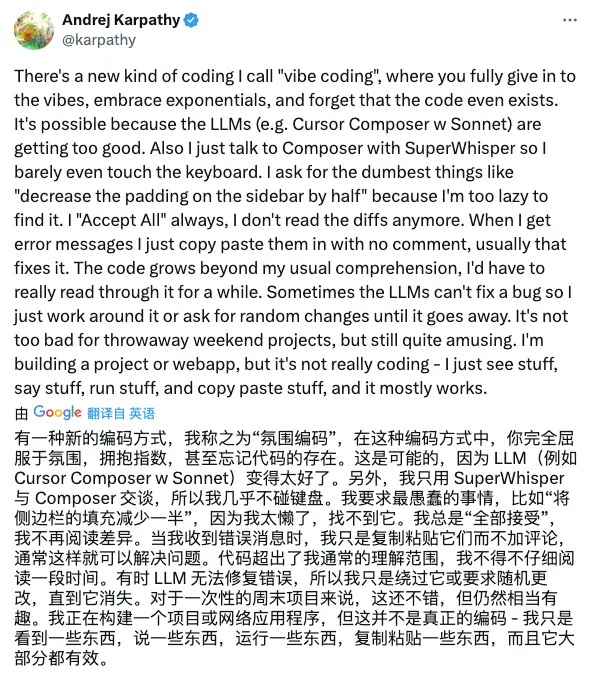 Andrej Karpathy
@karpathy
There's a new kind of coding I call "vibe coding", where you fully give in to
the vibes, embrace exponentials, and forget that the code even exists.
It's possible because the LLMs (e.g. Cursor Composer w Sonnet) are
getting too good. Also I just talk to Composer with SuperWhisper so I
barely even touch the keyboard. I ask for the dumbest things like
"decrease the padding on the sidebar by half" because I'm too lazy to
find it. I "Accept All" always, I don't read the diffs anymore. When I get
error messages I just copy paste them in with no comment, usually that
fixes it. The code grows beyond my usual comprehension, I'd have to
really read through it for a while. Sometimes the LLMs can't fix a bug so I
just work around it or ask for random changes until it goes away. It's not
too bad for throwaway weekend projects, but still quite amusing. I'm
building a project or webapp, but it's not really coding - I just see stuff,
say stuff, run stuff, and copy paste stuff, and it mostly works.
由 Google 翻译自 英语
有一种新的编码方式，我称之为“氛围编码”，在这种编码方式中，你完全屈
服于氛围，拥抱指数，甚至忘记代码的存在。这是可能的，因为 LLM（例如
Cursor Composer w Sonnet）变得太好了。另外，我只用 SuperWhisper
与 Composer 交谈，所以我几乎不碰键盘。我要求最愚蠢的事情，比如“将
侧边栏的填充减少一半”，因为我太懒了，找不到它。我总是“全部接受”，
我不再阅读差异。当我收到错误消息时，我只是复制粘贴它们而不加评论，
通常这样就可以解决问题。代码超出了我通常的理解范围，我不得不仔细阅
读一段时间。有时 LLM 无法修复错误，所以我只是绕过它或要求随机更
改，直到它消失。对于一次性的周末项目来说，这还不错，但仍然相当有
趣。我正在构建一个项目或网络应用程序，但这并不是真正的编码 - 我只是
看到一些东西，说一些东西，运行一些东西，复制粘贴一些东西，而且它大
部分都有效。